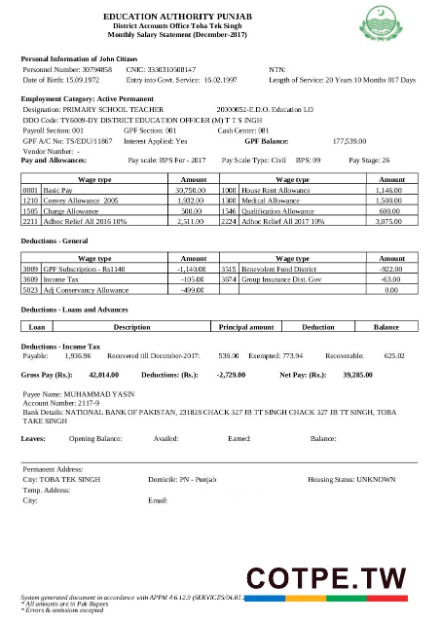 EDUCATION AUTHORITY PUNJAB
District Accounts Office Toba Tek Singh
Monthly Salary Statement (December-2017)
Personal Information of John Citizen
Personnel Number: 30794858 CNIC: 3330310508147 NTN:
Date of Birth: 15.09.1972 Entry into Govt. Service: 16.02.1997 Length of Service: 20 Years 10 Months 017 Days
Employment Category: Active Permanent
Designation: PRIMARY SCHOOL TEACHER 20000052-E.D.O. Education LO
DDO Code: TY6009-DY DISTRICT EDUCATION OFFICER (M) T T S INGH
Payroll Section: 001 GPF Section: 001 Cash Center: 081
GPF A/C No: TS/EDU/11867 Interest Applied: Yes GPF Balance: 177,539.00
Vendor Number: -
Pay and Allowances: Pay scale: BPS For - 2017 Pay Scale Type: Civil BPS: 09 Pay Stage: 26
Wage type Amount Wage type Amount
0001 Basic Pay 30,750.00 1000 House Rent Allowance 1,146.00
1210 Convey Allowance 2005 1,932.00 1300 Medical Allowance 1,500.00
1505 Charge Allowance 500.00 1546 Qualification Allowance 600.00
2211 Adhoc Relief All 2016 10% 2,511.00 2224 Adhoc Relief All 2017 10% 3,075.00
Deductions - General
Wage type Amount Wage type Amount
3009 GPF Subscription - Rs1140 -1,140.00 3515 Benevolent Fund District -922.00
3609 Income Tax -105.00 3674 Group Insurance Dist. Gov -63.00
5023 Adj Conservancy Allowance -499.00 0.00
Deductions - Loans and Advances
Loan Description Principal amount Deduction Balance
Deductions - Income Tax
Payable: 1,936.96 Recovered till December-2017: 538.00 Exempted: 773.94 Recoverable: 625.02
Gross Pay (Rs.): 42,014.00 Deductions: (Rs.): -2,729.00 Net Pay: (Rs.): 39,285.00
Payee Name: MUHAMMAD YASIN
Account Number: 2117-9
Bank Details: NATIONAL BANK OF PAKISTAN, 231828 CHACK 327 JB TT SINGH CHACK 327 JB TT SINGH, TOBA
TAKE SINGH
Leaves: Opening Balance: Availed: Earned: Balance:
Permanent Address:
City: TOBA TEK SINGH Domicile: PN - Punjab Housing Status: UNKNOWN
Temp. Address:
City: Email:
COTPE.TW
System generated document in accordance with APPM 4.6.12.9 (SERVICES/04.01.2
* All amounts are in Pak Rupees
* Errors & omissions excepted